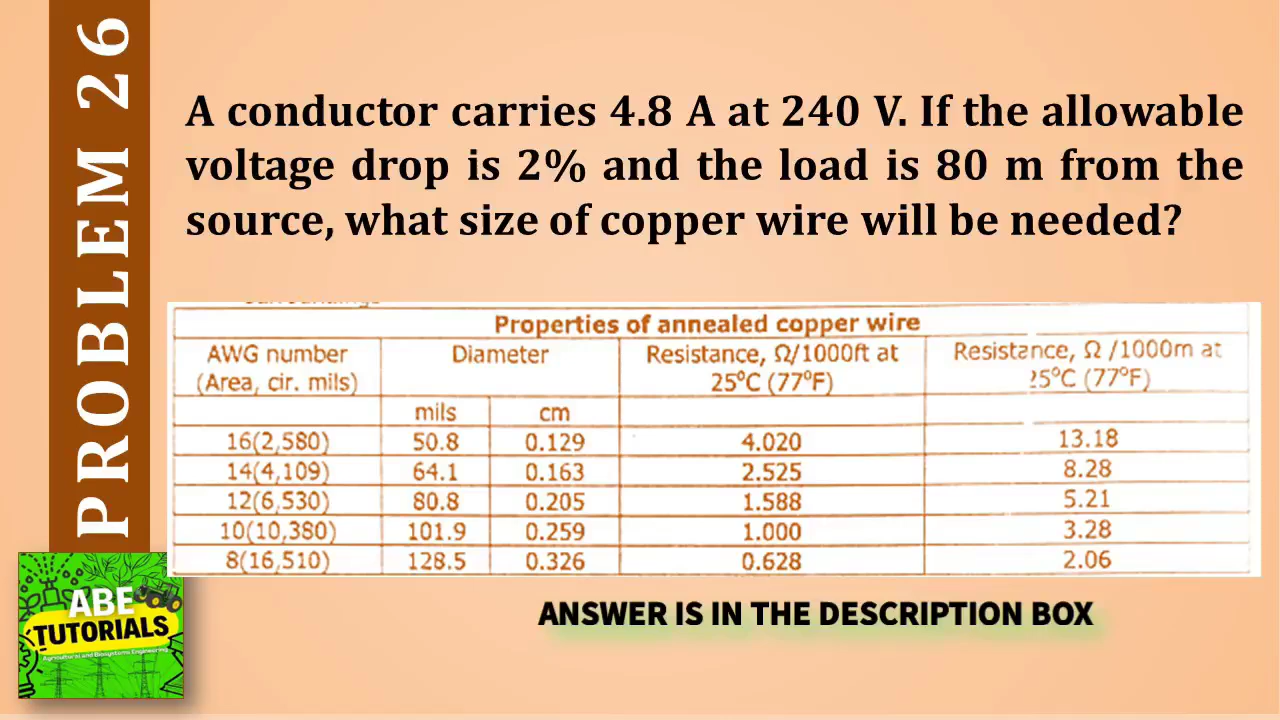 PROBLEM 26
A conductor carries 4.8 A at 240 V. If the allowable
voltage drop is 2% and the load is 80 m from the
source, what size of copper wire will be needed?
Properties of annealed copper wire
AWG number
(Area, cir. mils)
Diameter
Resistance, Ω/1000ft at
25°C (77°F)
Resistance, Ω /1000m at
25°C (77°F)
mils cm
16(2,580) 50.8 0.129 4.020 13.18
14(4,109) 64.1 0.163 2.525 8.28
12(6,530) 80.8 0.205 1.588 5.21
10(10,380) 101.9 0.259 1.000 3.28
8(16,510) 128.5 0.326 0.628 2.06
ABE
TUTORIALS
Agricultural and Biosystems Engineering
ANSWER IS IN THE DESCRIPTION BOX